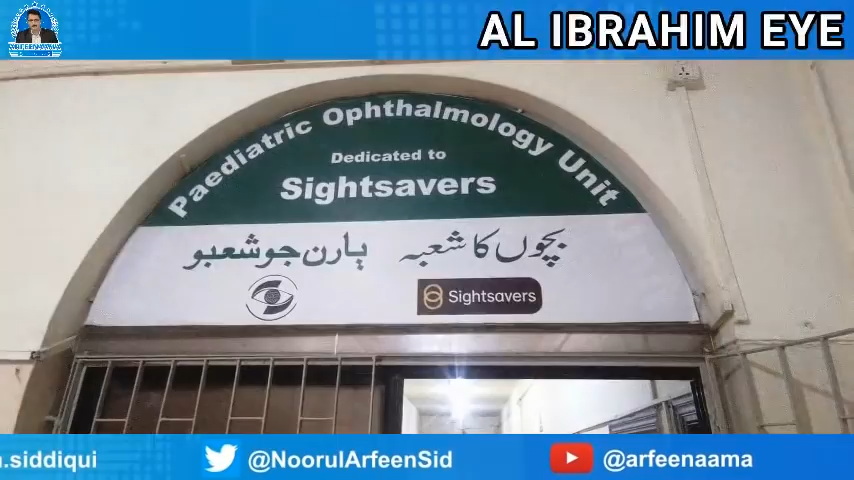 AL IBRAHIM EYE
ARFEENAAMA
Paediatric Ophthalmology Unit
Dedicated to
Sightsavers
بچوں کا شعبہ
ٻارن جو شعبو
Sightsavers
.siddiqui
@NoorulArfeenSid
@arfeenaama